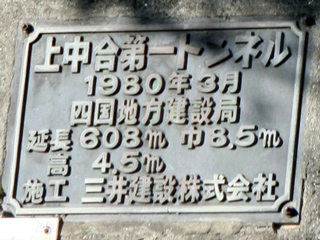 上中合第一トンネル
1980年3月
四国地方建設局
延長 608m 巾8.5m
高 4.5m
施工 三井建設株式会社